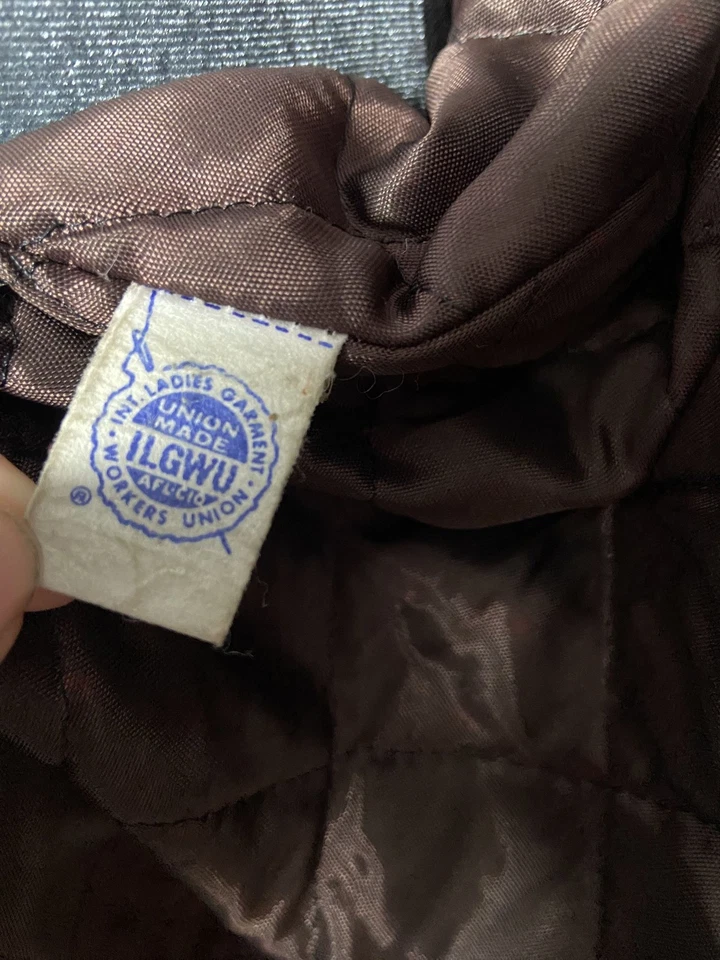 INT. LADIES GARMENT
UNION
MADE
ILGWU
AFL-CIO
WORKERS UNION
®